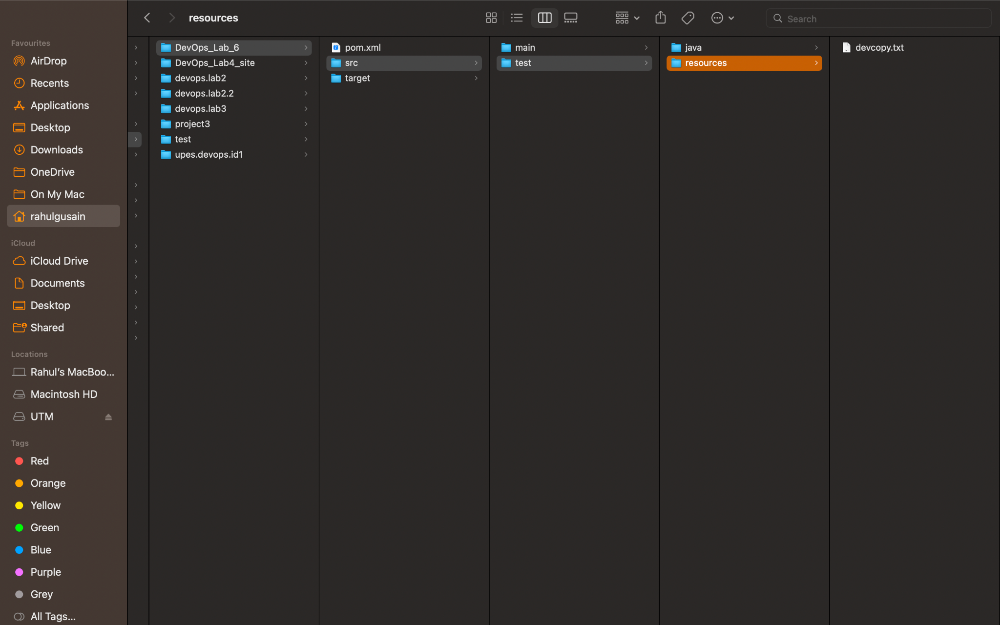 resources
Search
Favourites
AirDrop
Recents
Applications
Desktop
Downloads
OneDrive
On My Mac
rahulgusain
iCloud
iCloud Drive
Documents
Desktop
Shared
Locations
Rahul's MacBoo...
Macintosh HD
UTM
Tags
Red
Orange
Yellow
Green
Blue
Purple
Grey
All Tags...
DevOps_Lab_6
DevOps_Lab4_site
devops.lab2
devops.lab2.2
devops.lab3
project3
test
upes.devops.id1
pom.xml
src
target
main
test
java
resources
devcopy.txt